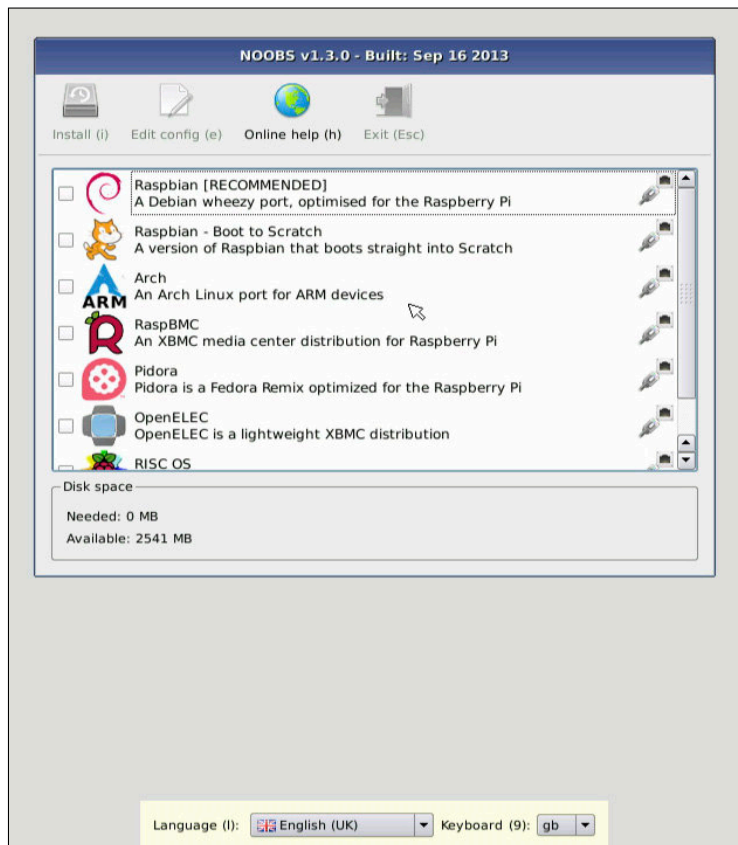 NOOBS v1.3.0 - Built: Sep 16 2013
Install (i) Edit config (e) Online help (h) Exit (Esc)
Raspbian [RECOMMENDED]
A Debian wheezy port, optimised for the Raspberry Pi
Raspbian - Boot to Scratch
A version of Raspbian that boots straight into Scratch
Arch
An Arch Linux port for ARM devices
ARM
RaspBMC
An XBMC media center distribution for Raspberry Pi
Pidora
Pidora is a Fedora Remix optimized for the Raspberry Pi
OpenELEC
OpenELEC is a lightweight XBMC distribution
RISC OS
Disk space
Needed: 0 MB
Available: 2541 MB
Language (l): English (UK) Keyboard (9): gb